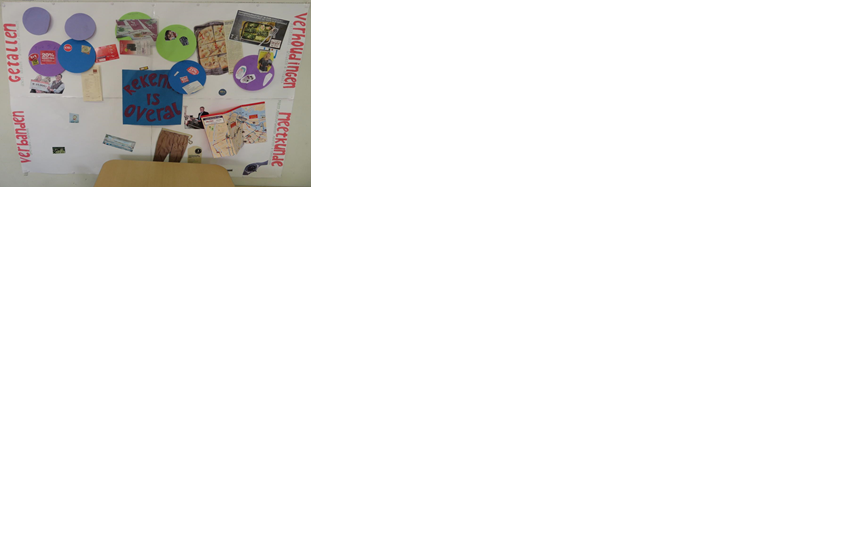 Getallen
Verhoudingen
Rekenen
is
overal
verbanden
Meetkunde